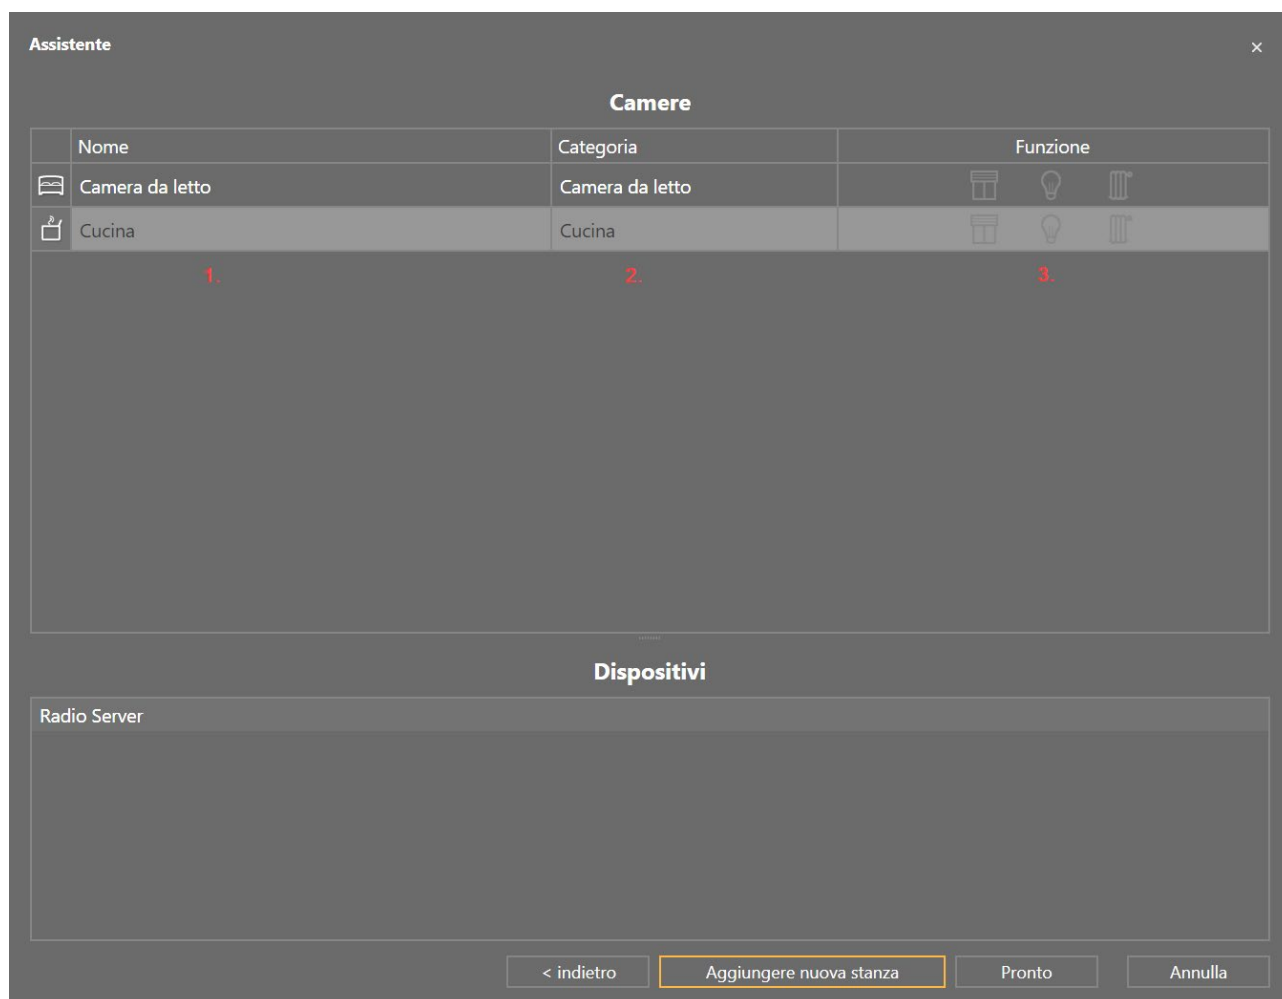 Assistente
×
Camere
Nome Categoria Funzione
Camera da letto Camera da letto
Cucina Cucina
1. 2. 3.
Dispositivi
Radio Server
< indietro Aggiungere nuova stanza Pronto Annulla